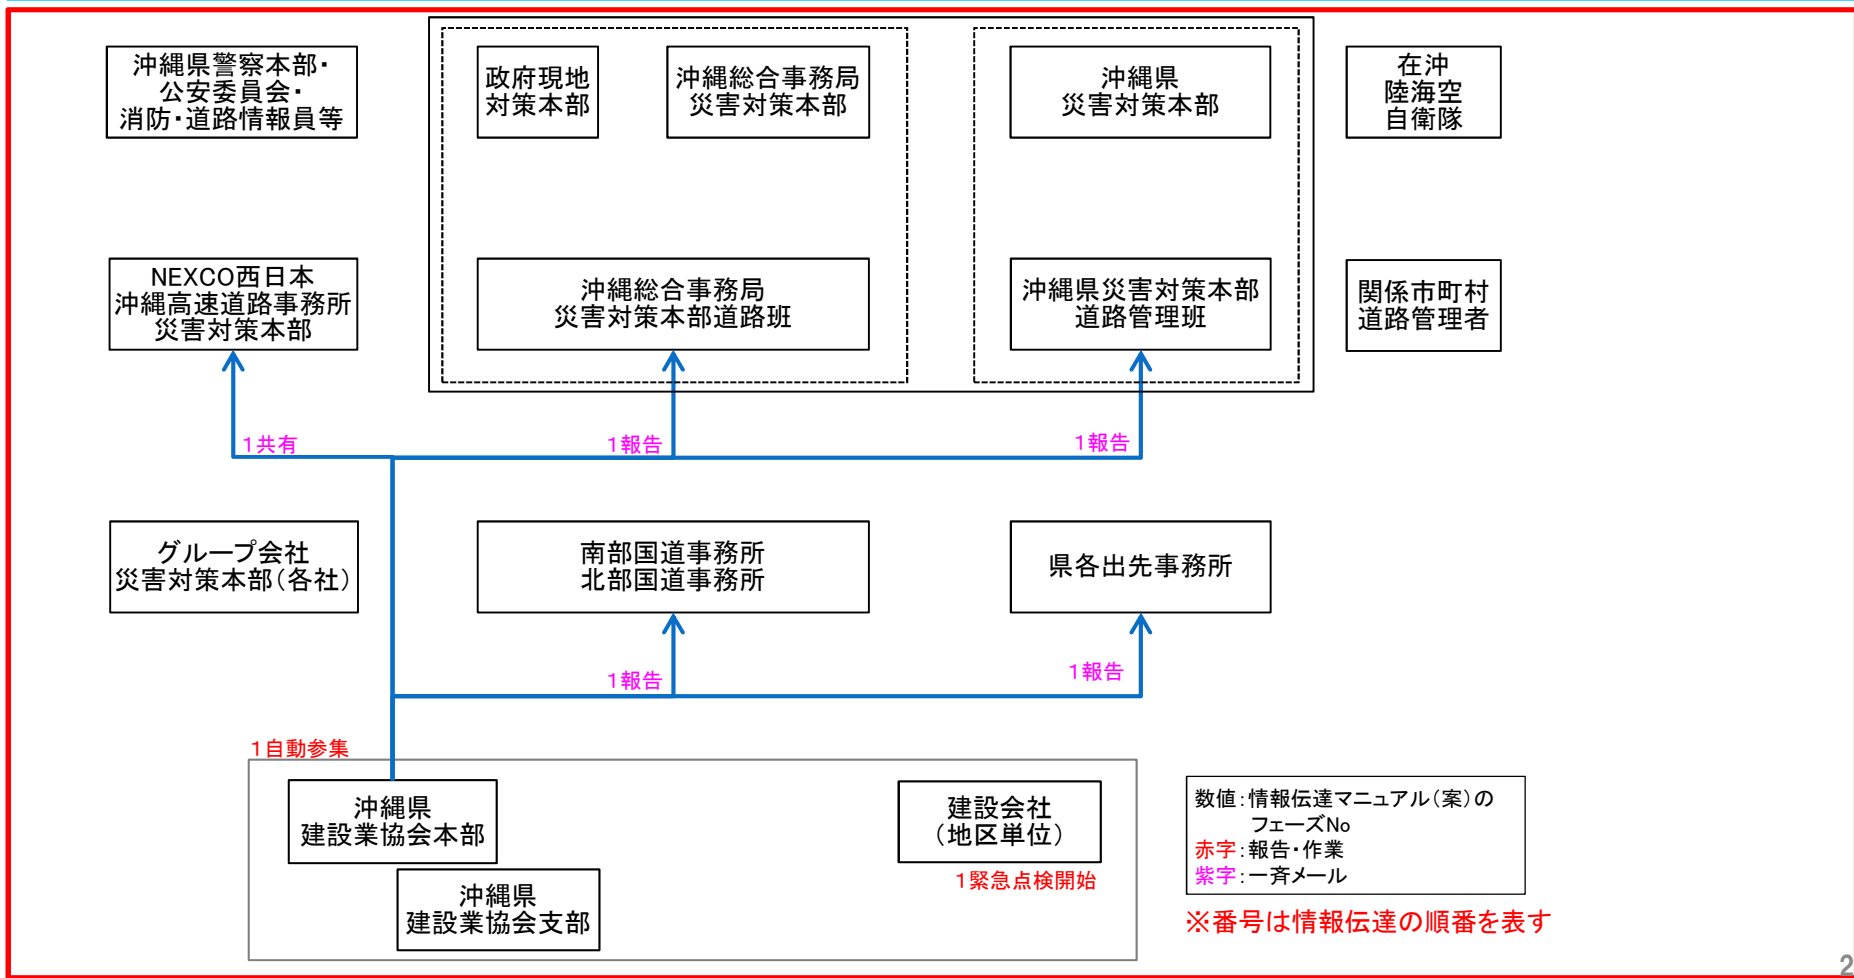 沖縄県警察本部・
公安委員会・
消防・道路情報員等
政府現地
対策本部
沖縄総合事務局
災害対策本部
沖縄県
災害対策本部
在沖
陸海空
自衛隊
NEXCO西日本
沖縄高速道路事務所
災害対策本部
沖縄総合事務局
災害対策本部道路班
沖縄県災害対策本部
道路管理班
関係市町村
道路管理者
1共有
1報告
1報告
グループ会社
災害対策本部(各社)
南部国道事務所
北部国道事務所
県各出先事務所
1報告
1報告
1自動参集
沖縄県
建設業協会本部
沖縄県
建設業協会支部
建設会社
(地区単位)
1緊急点検開始
数値:情報伝達マニュアル(案)の
フェーズNo
赤字:報告・作業
紫字:一斉メール
※番号は情報伝達の順番を表す
2